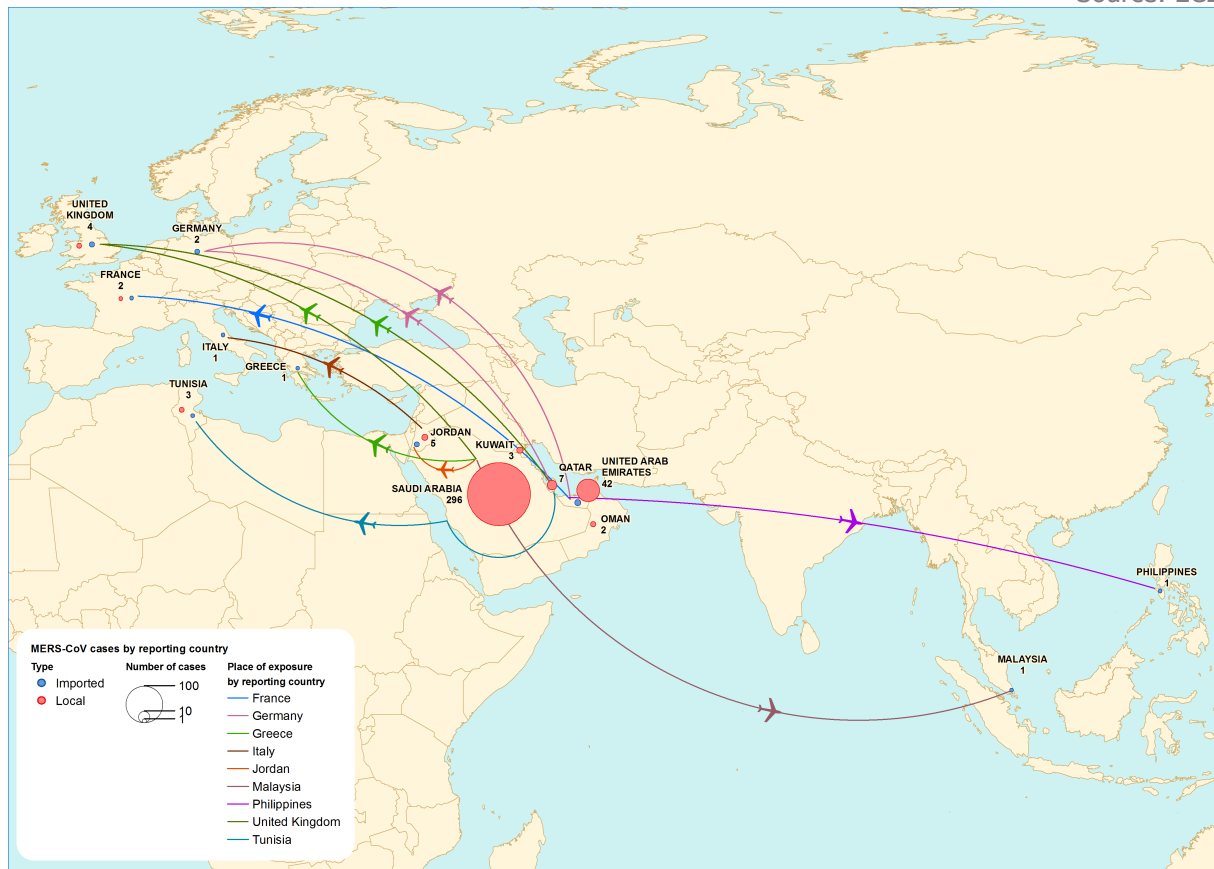 UNITED
KINGDOM
4
GERMANY
2
FRANCE
2
ITALY
1
GREECE
1
TUNISIA
3
JORDAN
5
KUWAIT
3
QATAR
7
UNITED ARAB
EMIRATES
42
SAUDI ARABIA
296
OMAN
2
PHILIPPINES
1
MALAYSIA
1
MERS-CoV cases by reporting country
Type
Imported
Local
Number of cases
100
10
1
Place of exposure
by reporting country
France
Germany
Greece
Italy
Jordan
Malaysia
Philippines
United Kingdom
Tunisia